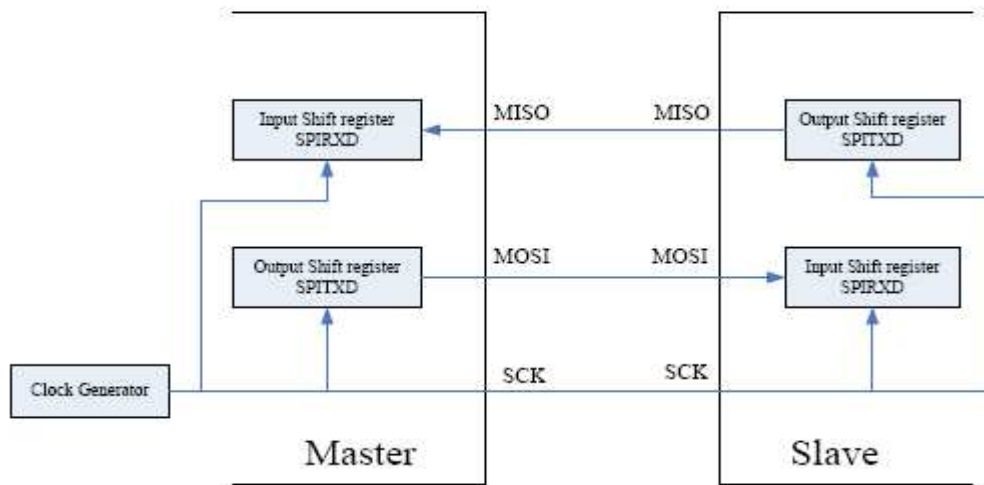 MISO
MISO
Input Shift register
SPIRXD
Output Shift register
SPITXD
MOSI
MOSI
Output Shift register
SPITXD
Input Shift register
SPIRXD
SCK
SCK
Clock Generator
Master
Slave